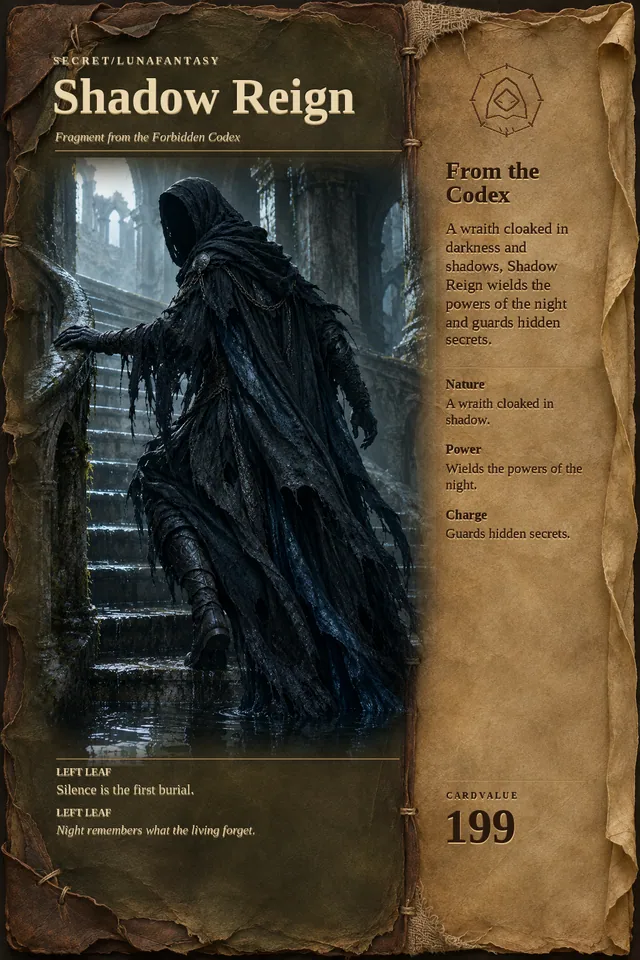 SECRET/LUNAFANTASY
Shadow Reign
Fragment from the Forbidden Codex
LEFT LEAF
Silence is the first burial.
LEFT LEAF
Night remembers what the living forget.
From the
Codex
A wraith cloaked in
darkness and
shadows, Shadow
Reign wields the
powers of the night
and guards hidden
secrets.
Nature
A wraith cloaked in
shadow.
Power
Wields the powers of the
night.
Charge
Guards hidden secrets.
CARDVALUE
199